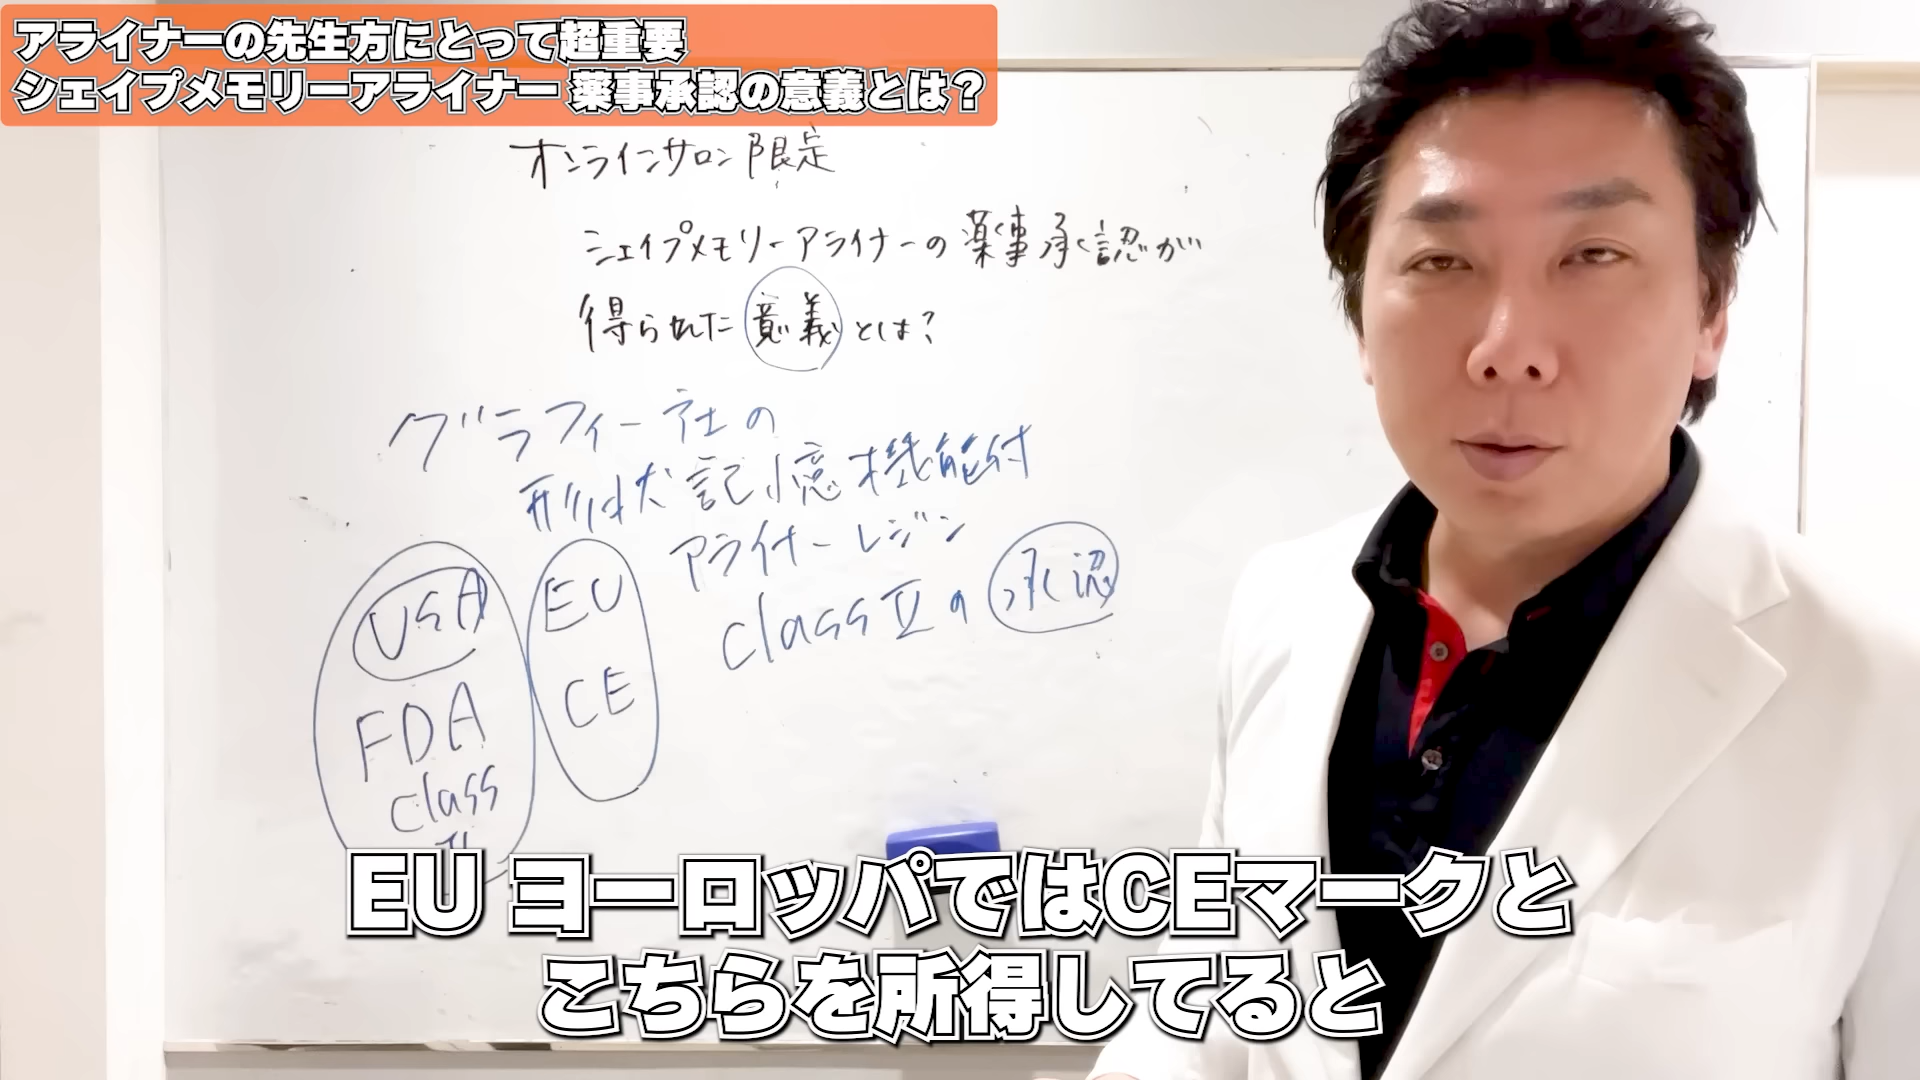 アライナーの先生方にとって超重要
シェイプメモリーアライナー 薬事承認の意義とは？
オンラインサロン限定
シェイプメモリーアライナーの薬事承認が
得られた意義とは？
グラフィー社の
形状記憶機能付
アライナーレジン
class Ⅱの承認
USA
FDA
class
II
EU
CE
EU ヨーロッパではCEマークと
こちらを所得してると